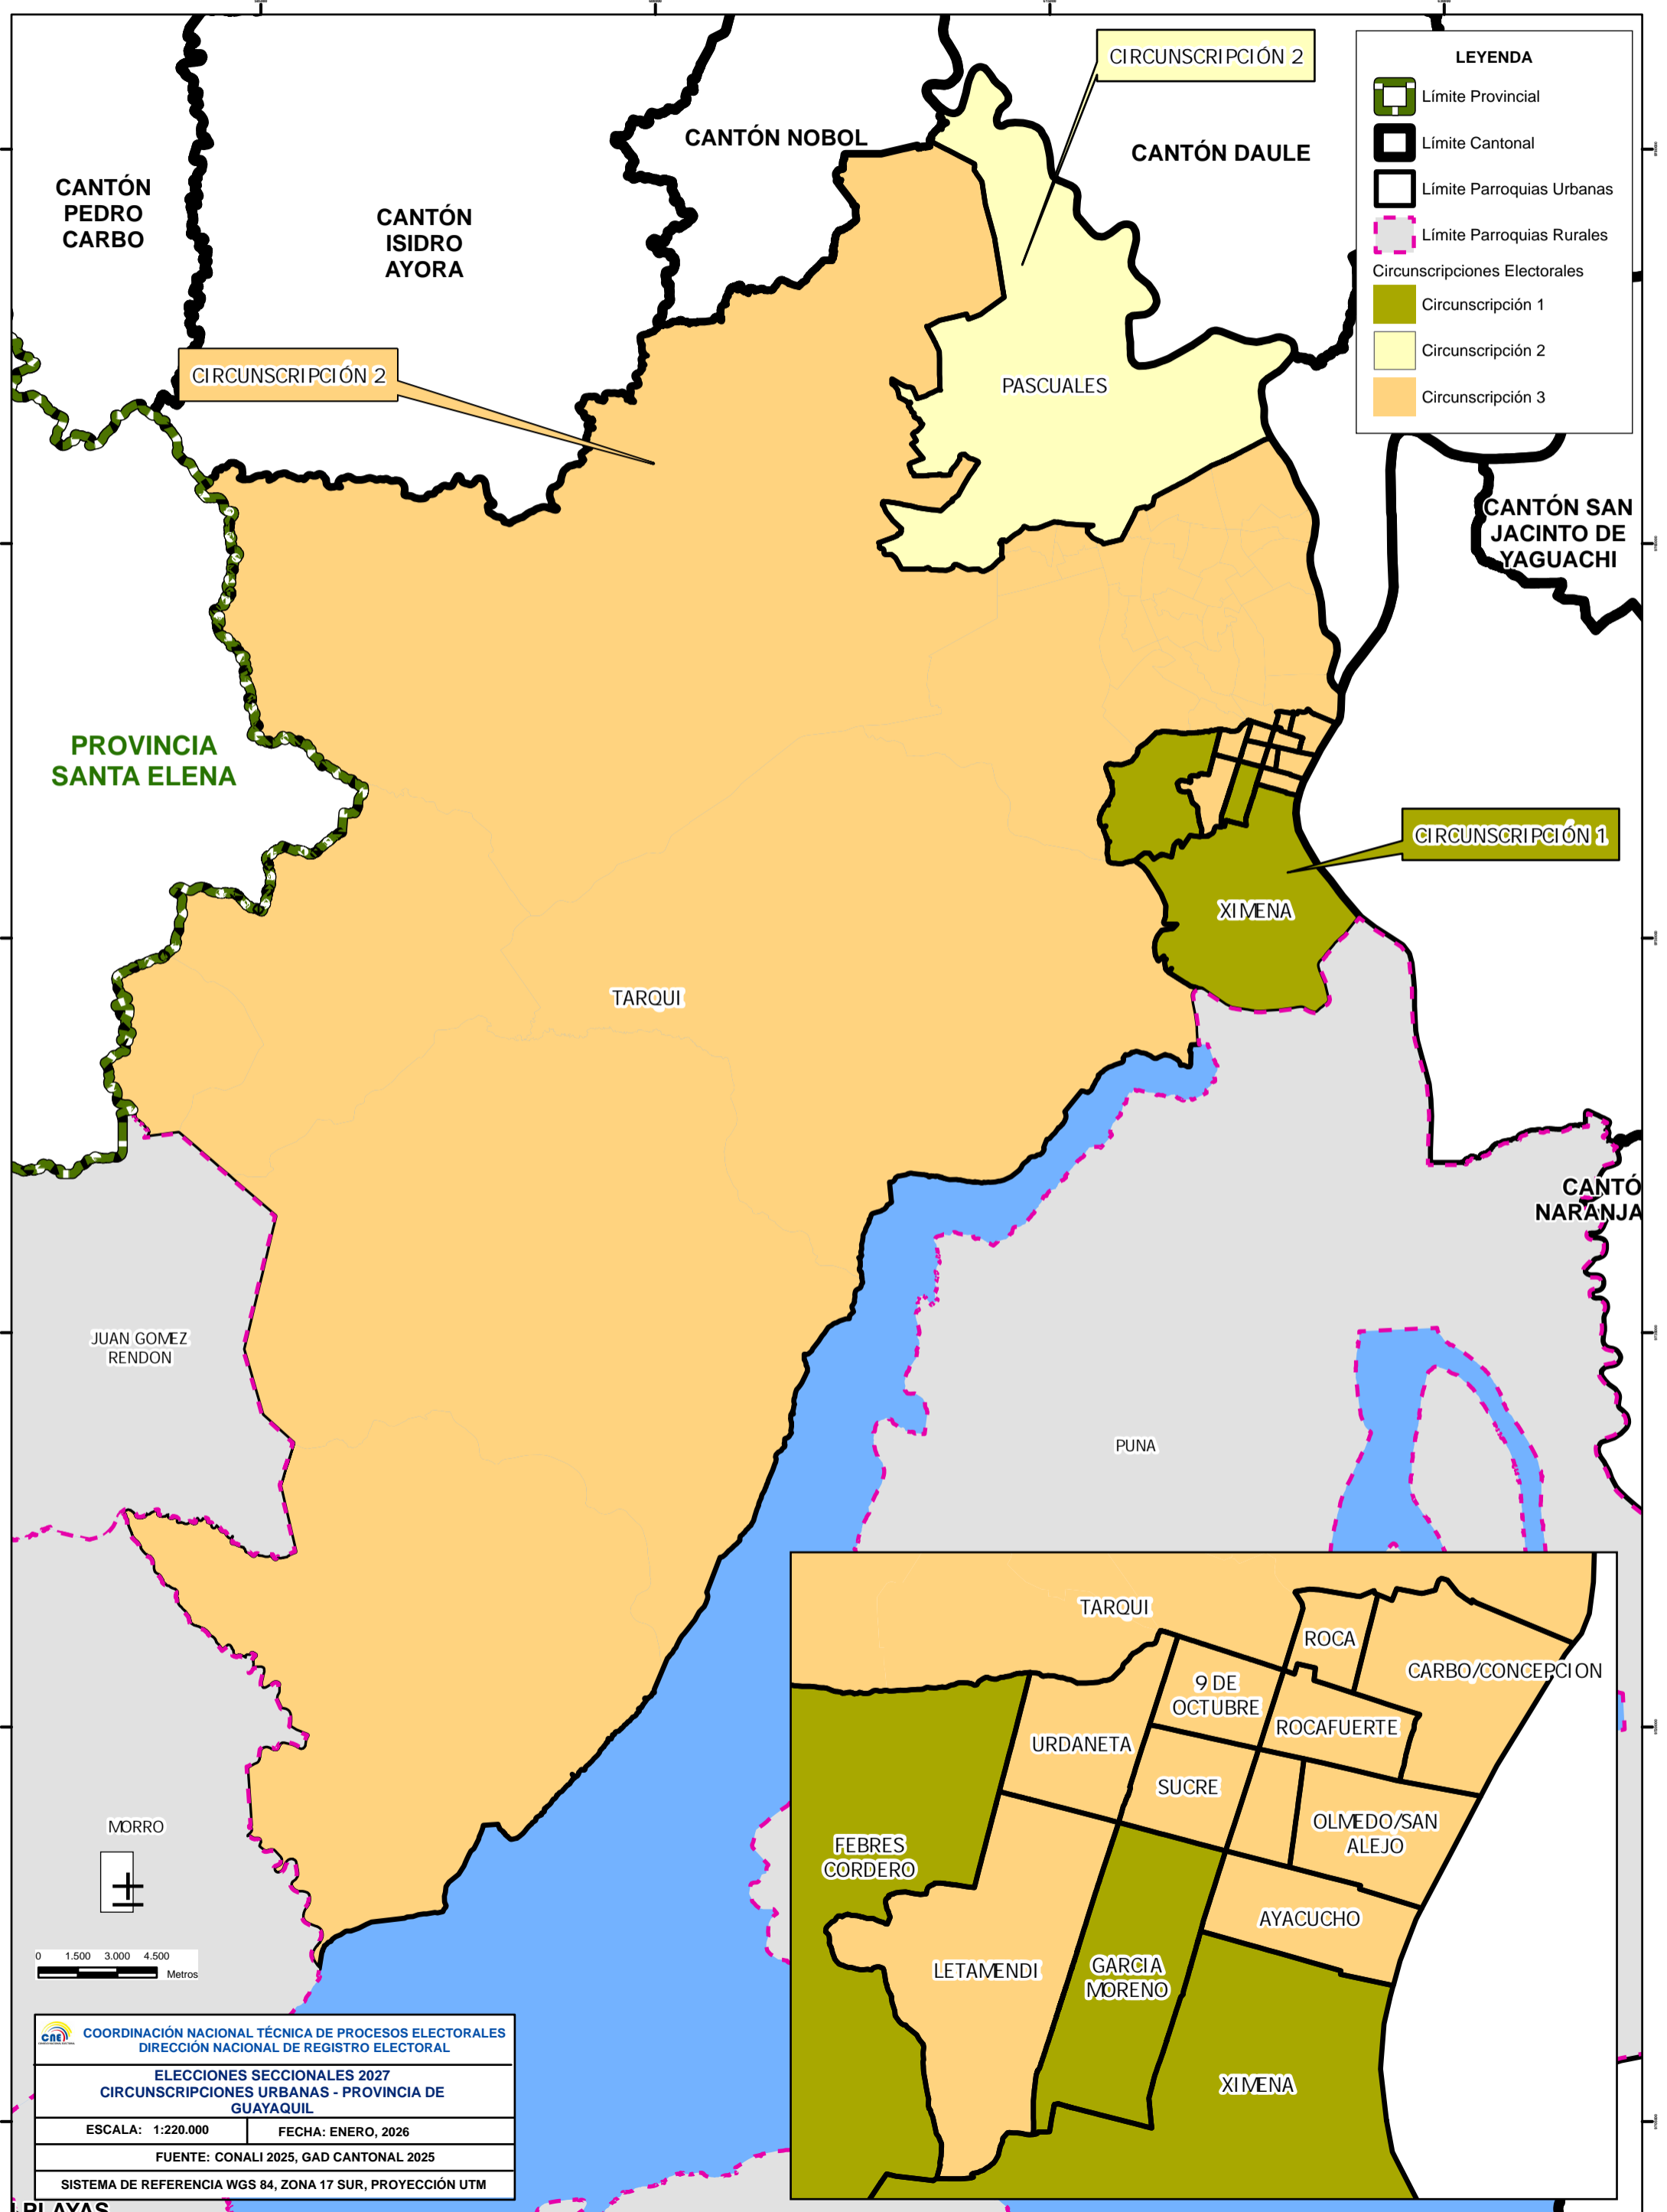 CIRCUNSCRIPCIÓN 2
LEYENDA
Límite Provincial
Límite Cantonal
Límite Parroquias Urbanas
Límite Parroquias Rurales
Circunscripciones Electorales
Circunscripción 1
Circunscripción 2
Circunscripción 3
CANTÓN NOBOL
CANTÓN DAULE
CANTÓN
PEDRO
CARBO
CANTÓN
ISIDRO
AYORA
CIRCUNSCRIPCIÓN 2
PASCUALES
CANTÓN SAN
JACINTO DE
YAGUACHI
PROVINCIA
SANTA ELENA
CIRCUNSCRIPCIÓN 1
XIMENA
TARQUI
CANTÓ
NARANJA
JUAN GOMEZ
RENDON
PUNA
MORRO
TARQUI
ROCA
CARBO/CONCEPCION
9 DE
OCTUBRE
ROCAFUERTE
URDANETA
SUCRE
OLMEDO/SAN
ALEJO
FEBRES
CORDERO
AYACUCHO
LETAMENDI
GARCIA
MORENO
XIMENA
0 1.500 3.000 4.500
Metros
CNE
COORDINACIÓN NACIONAL TÉCNICA DE PROCESOS ELECTORALES
DIRECCIÓN NACIONAL DE REGISTRO ELECTORAL
ELECCIONES SECCIONALES 2027
CIRCUNSCRIPCIONES URBANAS - PROVINCIA DE
GUAYAQUIL
ESCALA: 1:220.000
FECHA: ENERO, 2026
FUENTE: CONALI 2025, GAD CANTONAL 2025
SISTEMA DE REFERENCIA WGS 84, ZONA 17 SUR, PROYECCIÓN UTM
PLAYAS